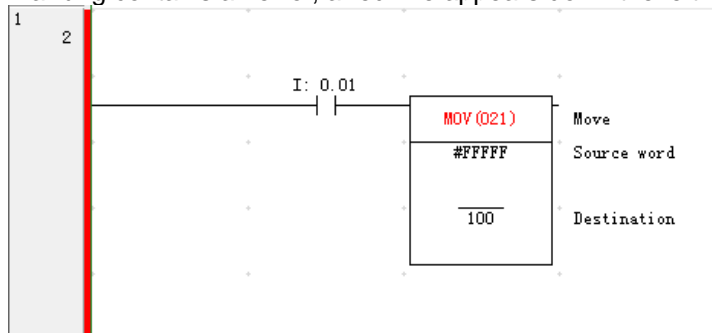 1
2
I: 0.01
MOV(021)
Move
#FFFFF
Source word
100
Destination